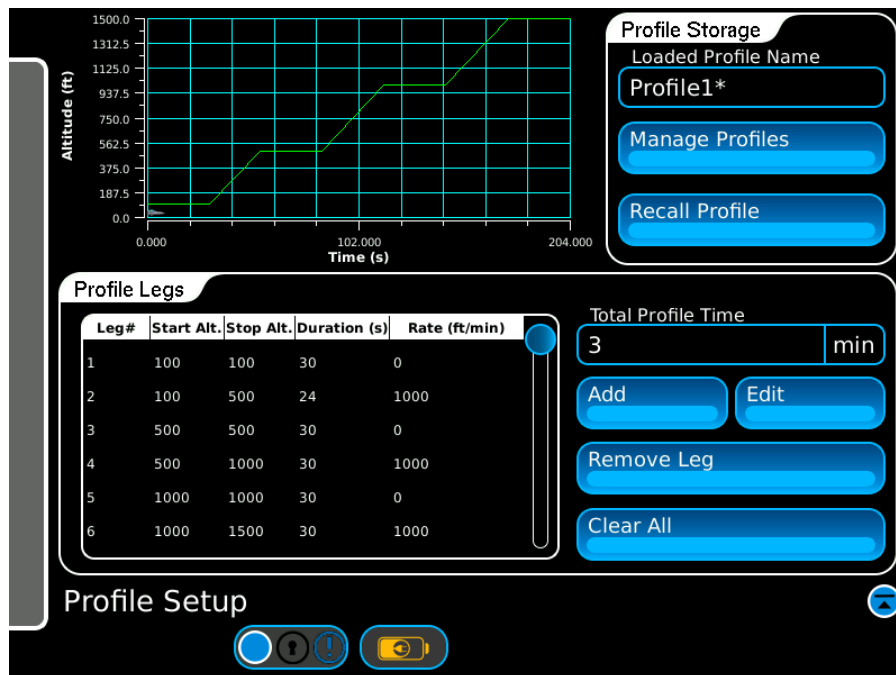 1500.0
1312.5
1125.0
937.5
750.0
562.5
375.0
187.5
0.0
Altitude (ft)
0.000 102.000 204.000
Time (s)
Profile Storage
Loaded Profile Name
Profile1*
Manage Profiles
Recall Profile
Profile Legs
Leg# Start Alt. Stop Alt. Duration (s) Rate (ft/min)
1 100 100 30 0
2 100 500 24 1000
3 500 500 30 0
4 500 1000 30 1000
5 1000 1000 30 0
6 1000 1500 30 1000
Total Profile Time
3 min
Add Edit
Remove Leg
Clear All
Profile Setup